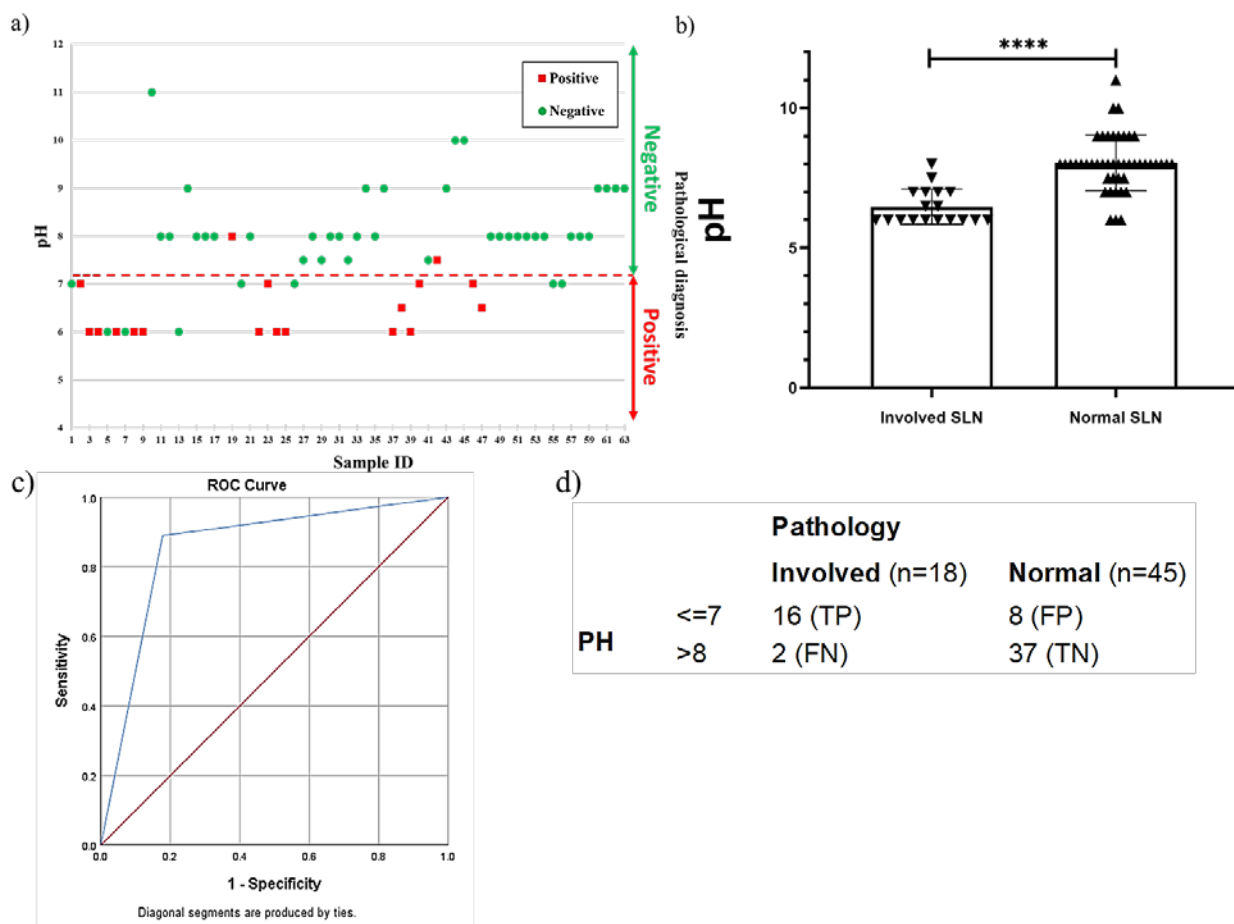 a)
12
11
10
9
8
7
6
5
4
pH
1 3 5 7 9 11 13 15 17 19 21 23 25 27 29 31 33 35 37 39 41 43 45 47 49 51 53 55 57 59 61 63
Sample ID
Positive
Negative
Negative
Positive
Pathological diagnosis
b)
****
pH
10
5
0
Involved SLN Normal SLN
c)
ROC Curve
Sensitivity
1.0
0.8
0.6
0.4
0.2
0.0
0.0 0.2 0.4 0.6 0.8 1.0
1 - Specificity
Diagonal segments are produced by ties.
d)
Pathology
Involved (n=18) Normal (n=45)
PH
<=7 16 (TP) 8 (FP)
>8 2 (FN) 37 (TN)